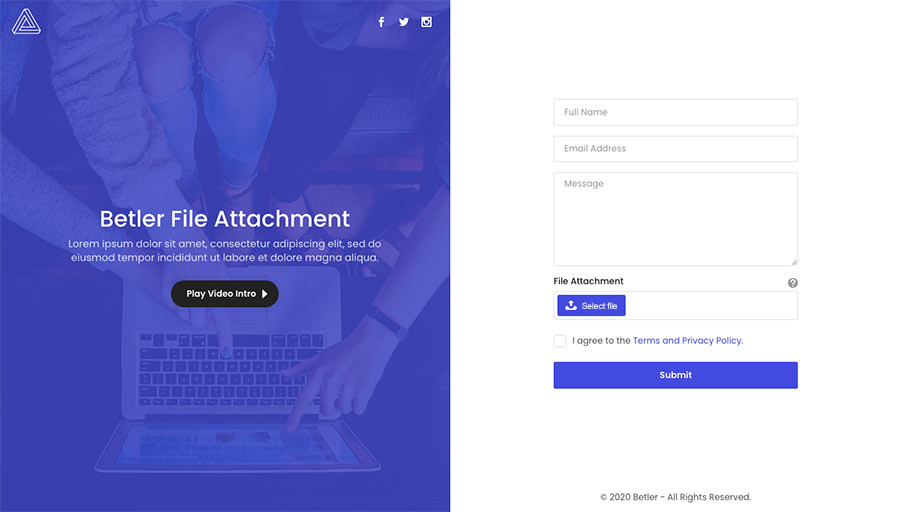 Betler File Attachment
Lorem ipsum dolor sit amet, consectetur adipiscing elit, sed do
eiusmod tempor incididunt ut labore et dolore magna aliqua.
Play Video Intro
Full Name
Email Address
Message
File Attachment
?
Select file
I agree to the Terms and Privacy Policy.
Submit
© 2020 Betler - All Rights Reserved.